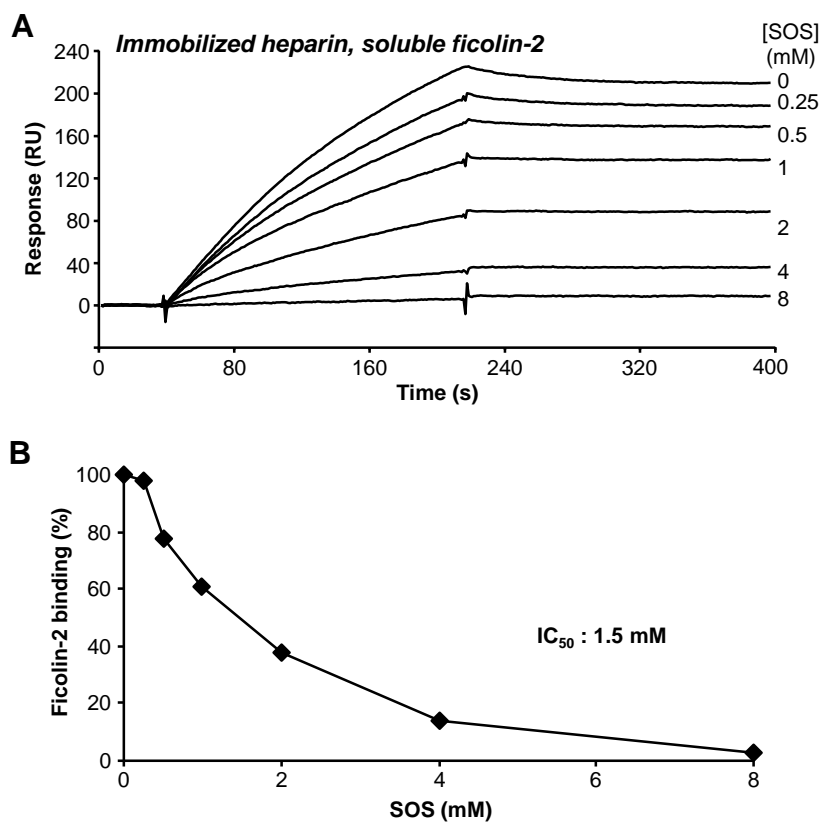 A
Immobilized heparin, soluble ficolin-2
[SOS]
(mM)
240
200
160
120
80
40
0
Response (RU)
0
0.25
0.5
1
2
4
8
0 80 160 240 320 400
Time (s)
B
100
80
60
40
20
0
Ficolin-2 binding (%)
IC50 : 1.5 mM
0 2 4 6 8
SOS (mM)